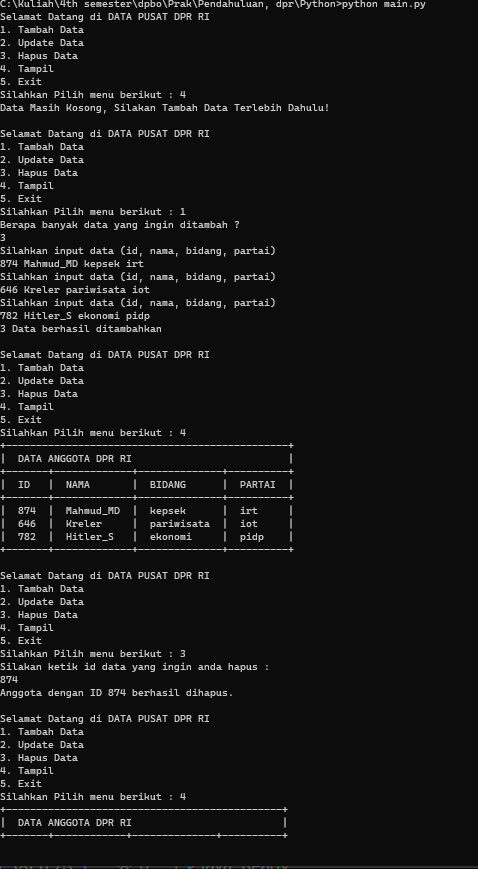 C:\Kuliah\4th semester\dpbo\Prak\Pendahuluan, dpr\Python>python main.py
Selamat Datang di DATA PUSAT DPR RI
1. Tambah Data
2. Update Data
3. Hapus Data
4. Tampil
5. Exit
Silahkan Pilih menu berikut : 4
Data Masih Kosong, Silakan Tambah Data Terlebih Dahulu!

Selamat Datang di DATA PUSAT DPR RI
1. Tambah Data
2. Update Data
3. Hapus Data
4. Tampil
5. Exit
Silahkan Pilih menu berikut : 1
Berapa banyak data yang ingin ditambah ?
3
Silahkan input data (id, nama, bidang, partai)
874 Mahmud_MD kepsek irt
Silahkan input data (id, nama, bidang, partai)
646 Kreler pariwisata iot
Silahkan input data (id, nama, bidang, partai)
782 Hitler_S ekonomi pidp
3 Data berhasil ditambahkan

Selamat Datang di DATA PUSAT DPR RI
1. Tambah Data
2. Update Data
3. Hapus Data
4. Tampil
5. Exit
Silahkan Pilih menu berikut : 4
+-----------------------------------------------+
|  DATA ANGGOTA DPR RI                          |
+-------+-------------+--------------+----------+
|  ID   |  NAMA       |  BIDANG      |  PARTAI  |
+-------+-------------+--------------+----------+
|  874  |  Mahmud_MD  |  kepsek      |  irt     |
|  646  |  Kreler     |  pariwisata  |  iot     |
|  782  |  Hitler_S   |  ekonomi     |  pidp    |
+-------+-------------+--------------+----------+

Selamat Datang di DATA PUSAT DPR RI
1. Tambah Data
2. Update Data
3. Hapus Data
4. Tampil
5. Exit
Silahkan Pilih menu berikut : 3
Silakan ketik id data yang ingin anda hapus :
874
Anggota dengan ID 874 berhasil dihapus.

Selamat Datang di DATA PUSAT DPR RI
1. Tambah Data
2. Update Data
3. Hapus Data
4. Tampil
5. Exit
Silahkan Pilih menu berikut : 4
+----------------------------------------------+
|  DATA ANGGOTA DPR RI                         |
+-------+------------+--------------+----------+